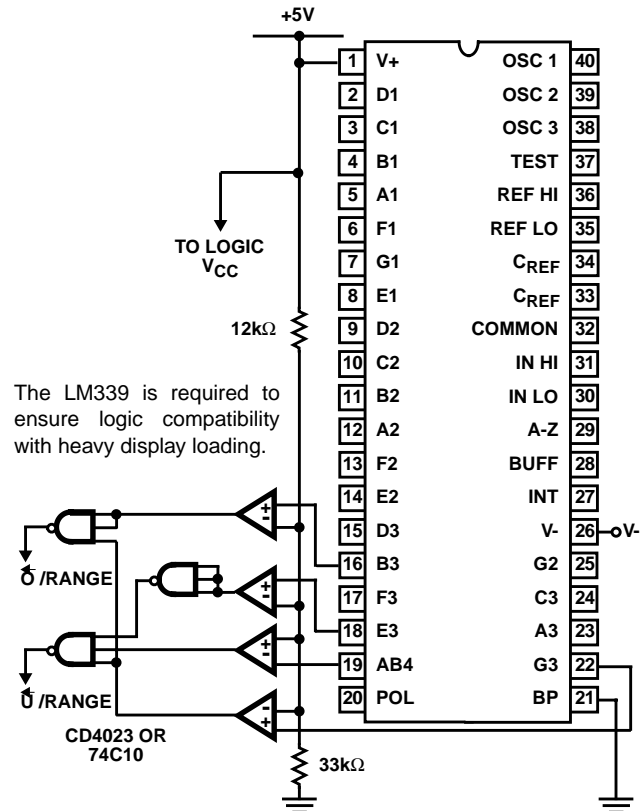 +5V
1 V+ OSC 1 40
2 D1 OSC 2 39
3 C1 OSC 3 38
4 B1 TEST 37
5 A1 REF HI 36
6 F1 REF LO 35
TO LOGIC
VCC
7 G1 CREF 34
8 E1 CREF 33
12kΩ
9 D2 COMMON 32
10 C2 IN HI 31
11 B2 IN LO 30
12 A2 A-Z 29
13 F2 BUFF 28
14 E2 INT 27
15 D3 V- 26 V-
16 B3 G2 25
17 F3 C3 24
18 E3 A3 23
19 AB4 G3 22
20 POL BP 21
The LM339 is required to
ensure logic compatibility
with heavy display loading.
+
-
+
-
+
-
-
+
O /RANGE
U /RANGE
CD4023 OR
74C10
33kΩ